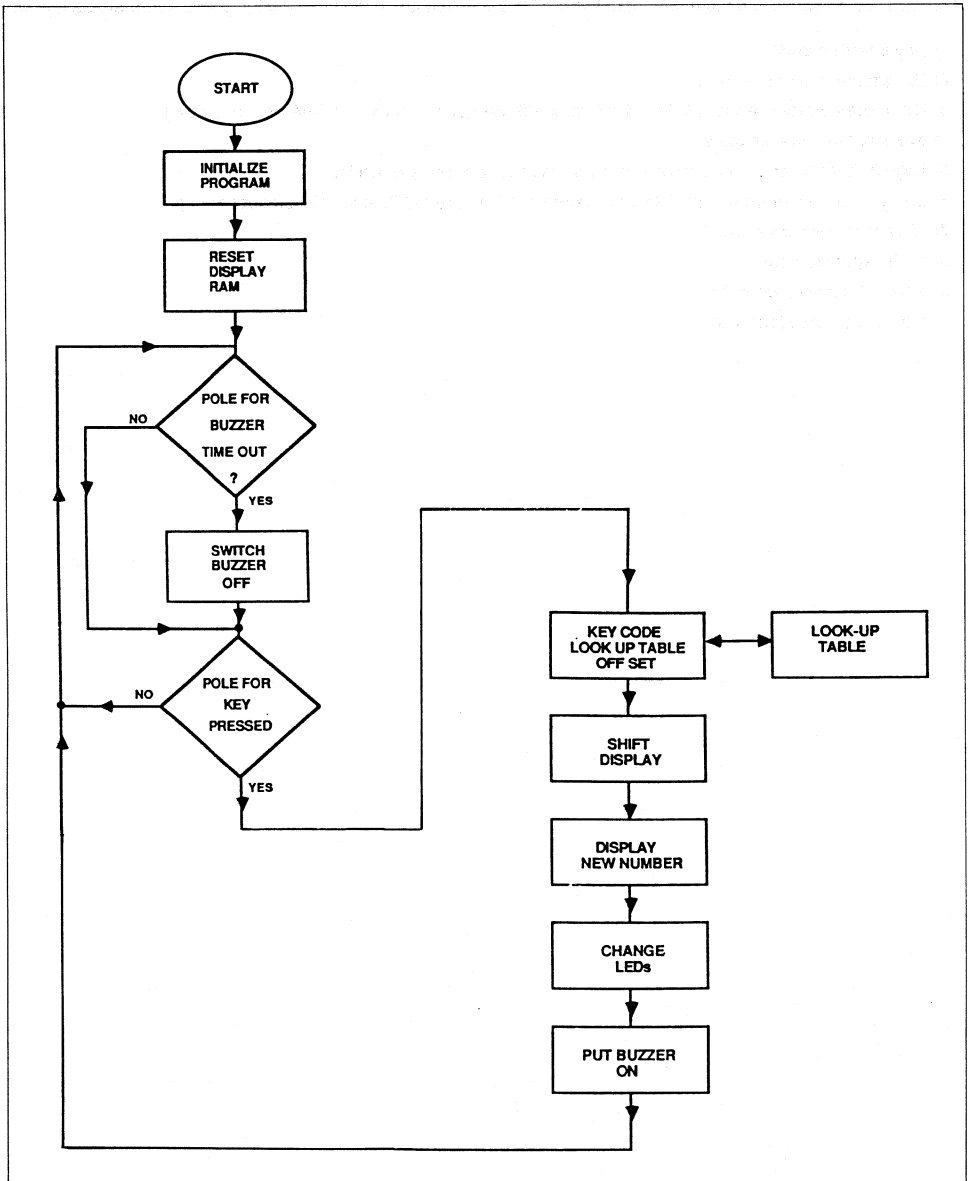 START
INITIALIZE
PROGRAM
RESET
DISPLAY
RAM
POLE FOR
BUZZER
TIME OUT
?
NO
YES
SWITCH
BUZZER
OFF
POLE FOR
KEY
PRESSED
NO
YES
KEY CODE
LOOK UP TABLE
OFF SET
LOOK-UP
TABLE
SHIFT
DISPLAY
DISPLAY
NEW NUMBER
CHANGE
LEDs
PUT BUZZER
ON